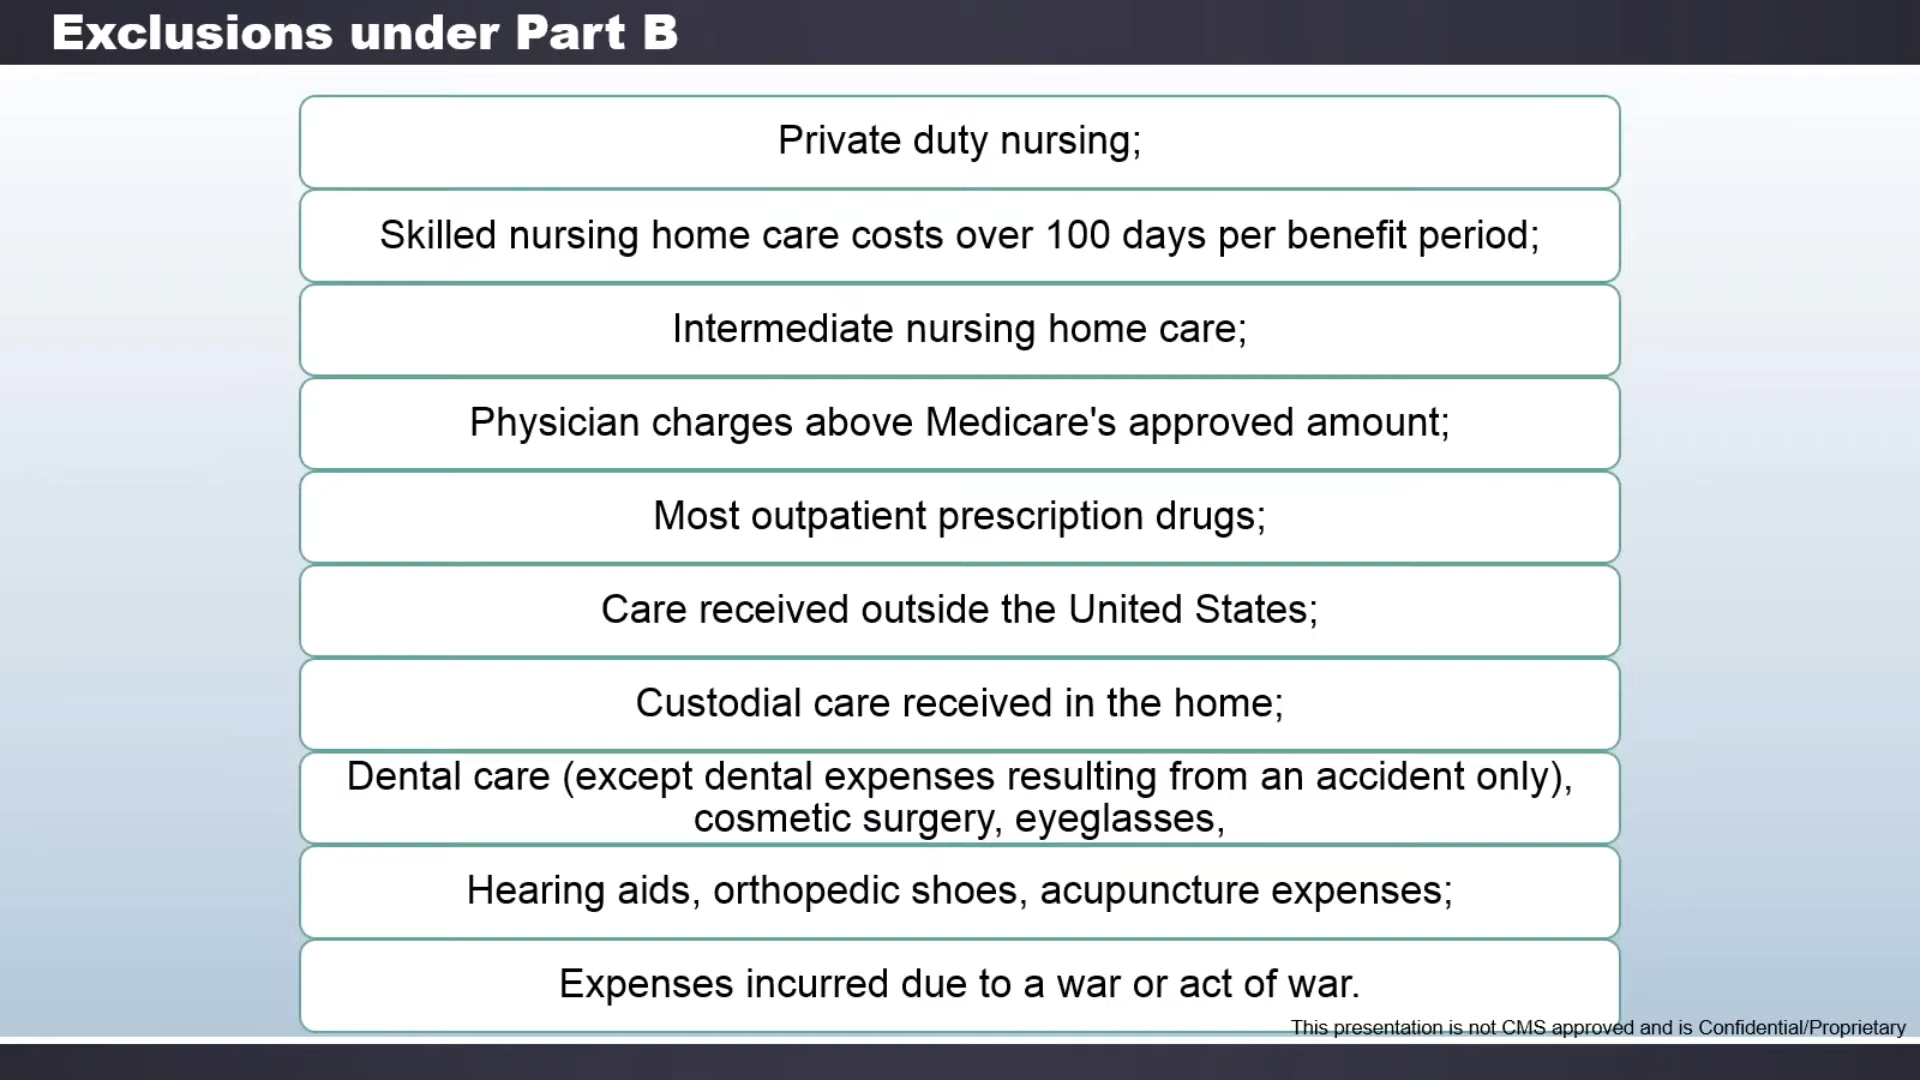 Exclusions under Part B
Private duty nursing;
Skilled nursing home care costs over 100 days per benefit period;
Intermediate nursing home care;
Physician charges above Medicare's approved amount;
Most outpatient prescription drugs;
Care received outside the United States;
Custodial care received in the home;
Dental care (except dental expenses resulting from an accident only),
cosmetic surgery, eyeglasses,
Hearing aids, orthopedic shoes, acupuncture expenses;
Expenses incurred due to a war or act of war.
This presentation is not CMS approved and is Confidential/Proprietary